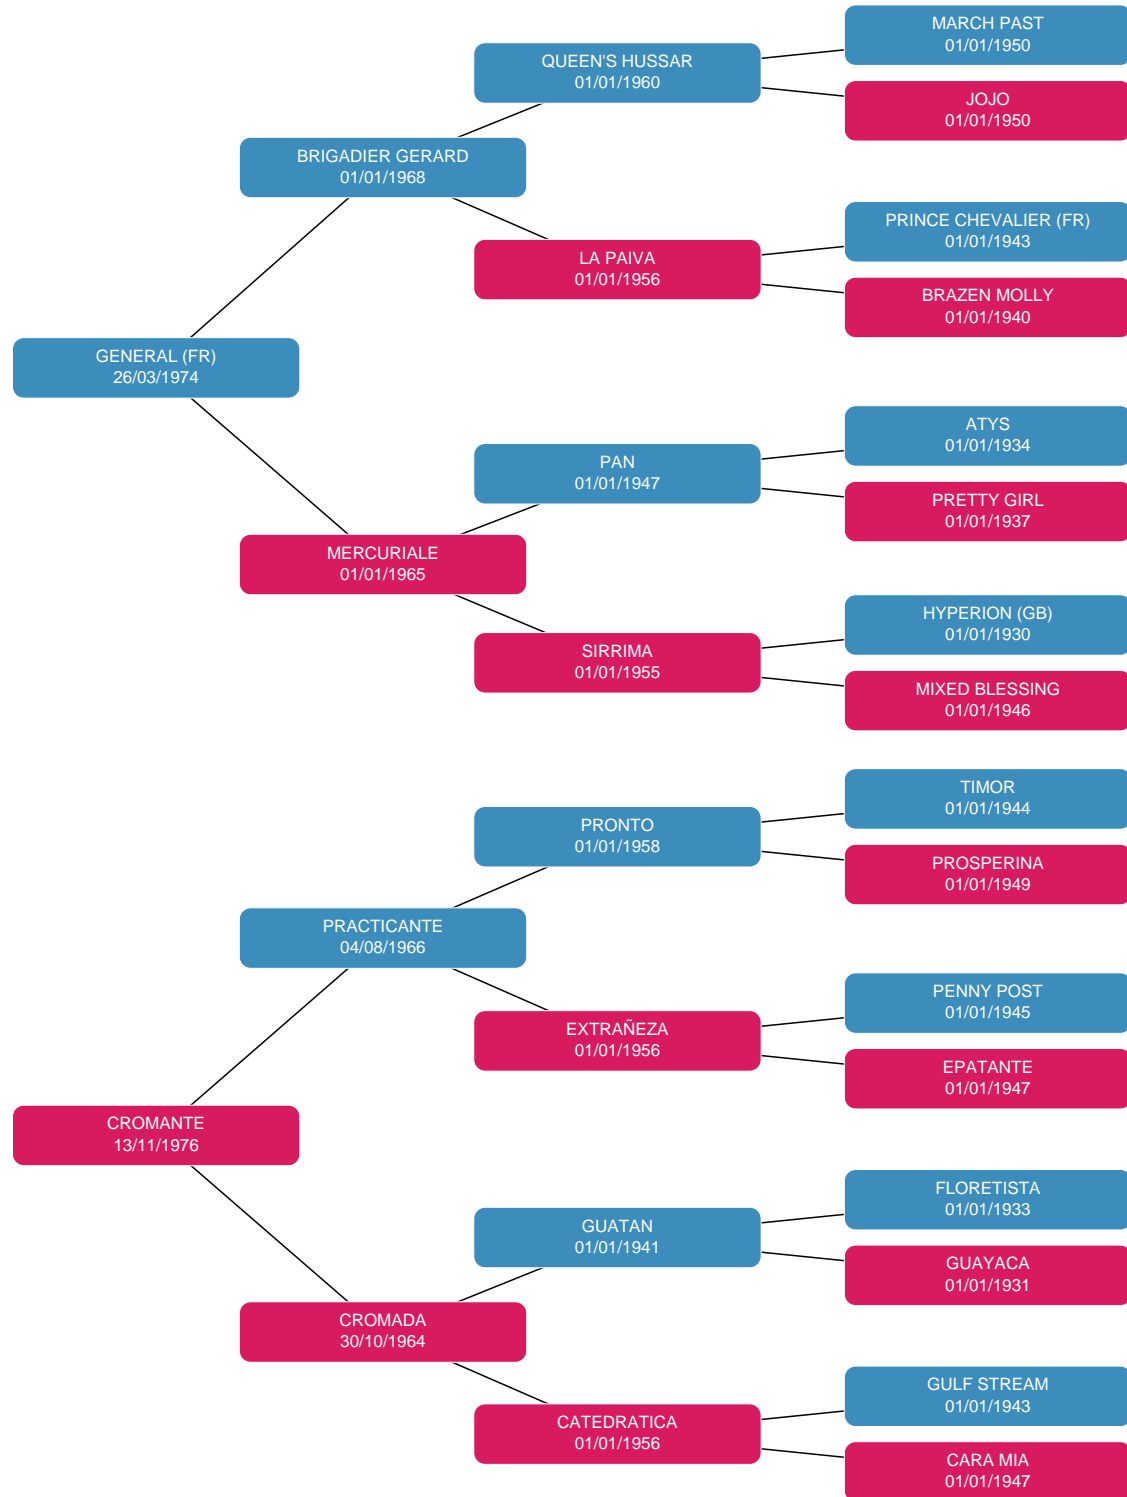 MARCH PAST
01/01/1950
QUEEN'S HUSSAR
01/01/1960
JOJO
01/01/1950
BRIGADIER GERARD
01/01/1968
PRINCE CHEVALIER (FR)
01/01/1943
LA PAIVA
01/01/1956
BRAZEN MOLLY
01/01/1940
GENERAL (FR)
26/03/1974
ATYS
01/01/1934
PAN
01/01/1947
PRETTY GIRL
01/01/1937
MERCURIALE
01/01/1965
HYPERION (GB)
01/01/1930
SIRRIMA
01/01/1955
MIXED BLESSING
01/01/1946
TIMOR
01/01/1944
PRONTO
01/01/1958
PROSPERINA
01/01/1949
PRACTICANTE
04/08/1966
PENNY POST
01/01/1945
EXTRAÑEZA
01/01/1956
EPATANTE
01/01/1947
CROMANTE
13/11/1976
FLORETISTA
01/01/1933
GUATAN
01/01/1941
GUAYACA
01/01/1931
CROMADA
30/10/1964
GULF STREAM
01/01/1943
CATEDRATICA
01/01/1956
CARA MIA
01/01/1947